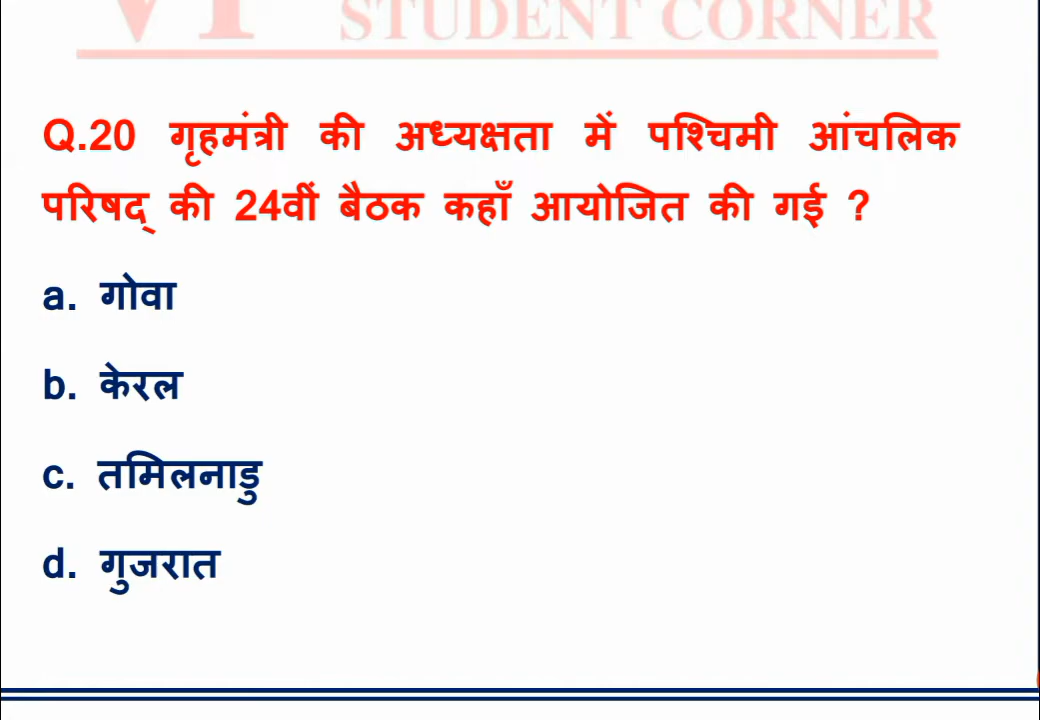 STUDENT CORNER
Q.20 गृहमंत्री की अध्यक्षता में पश्चिमी आंचलिक
परिषद् की 24वीं बैठक कहाँ आयोजित की गई ?
a. गोवा
b. केरल
c. तमिलनाडु
d. गुजरात